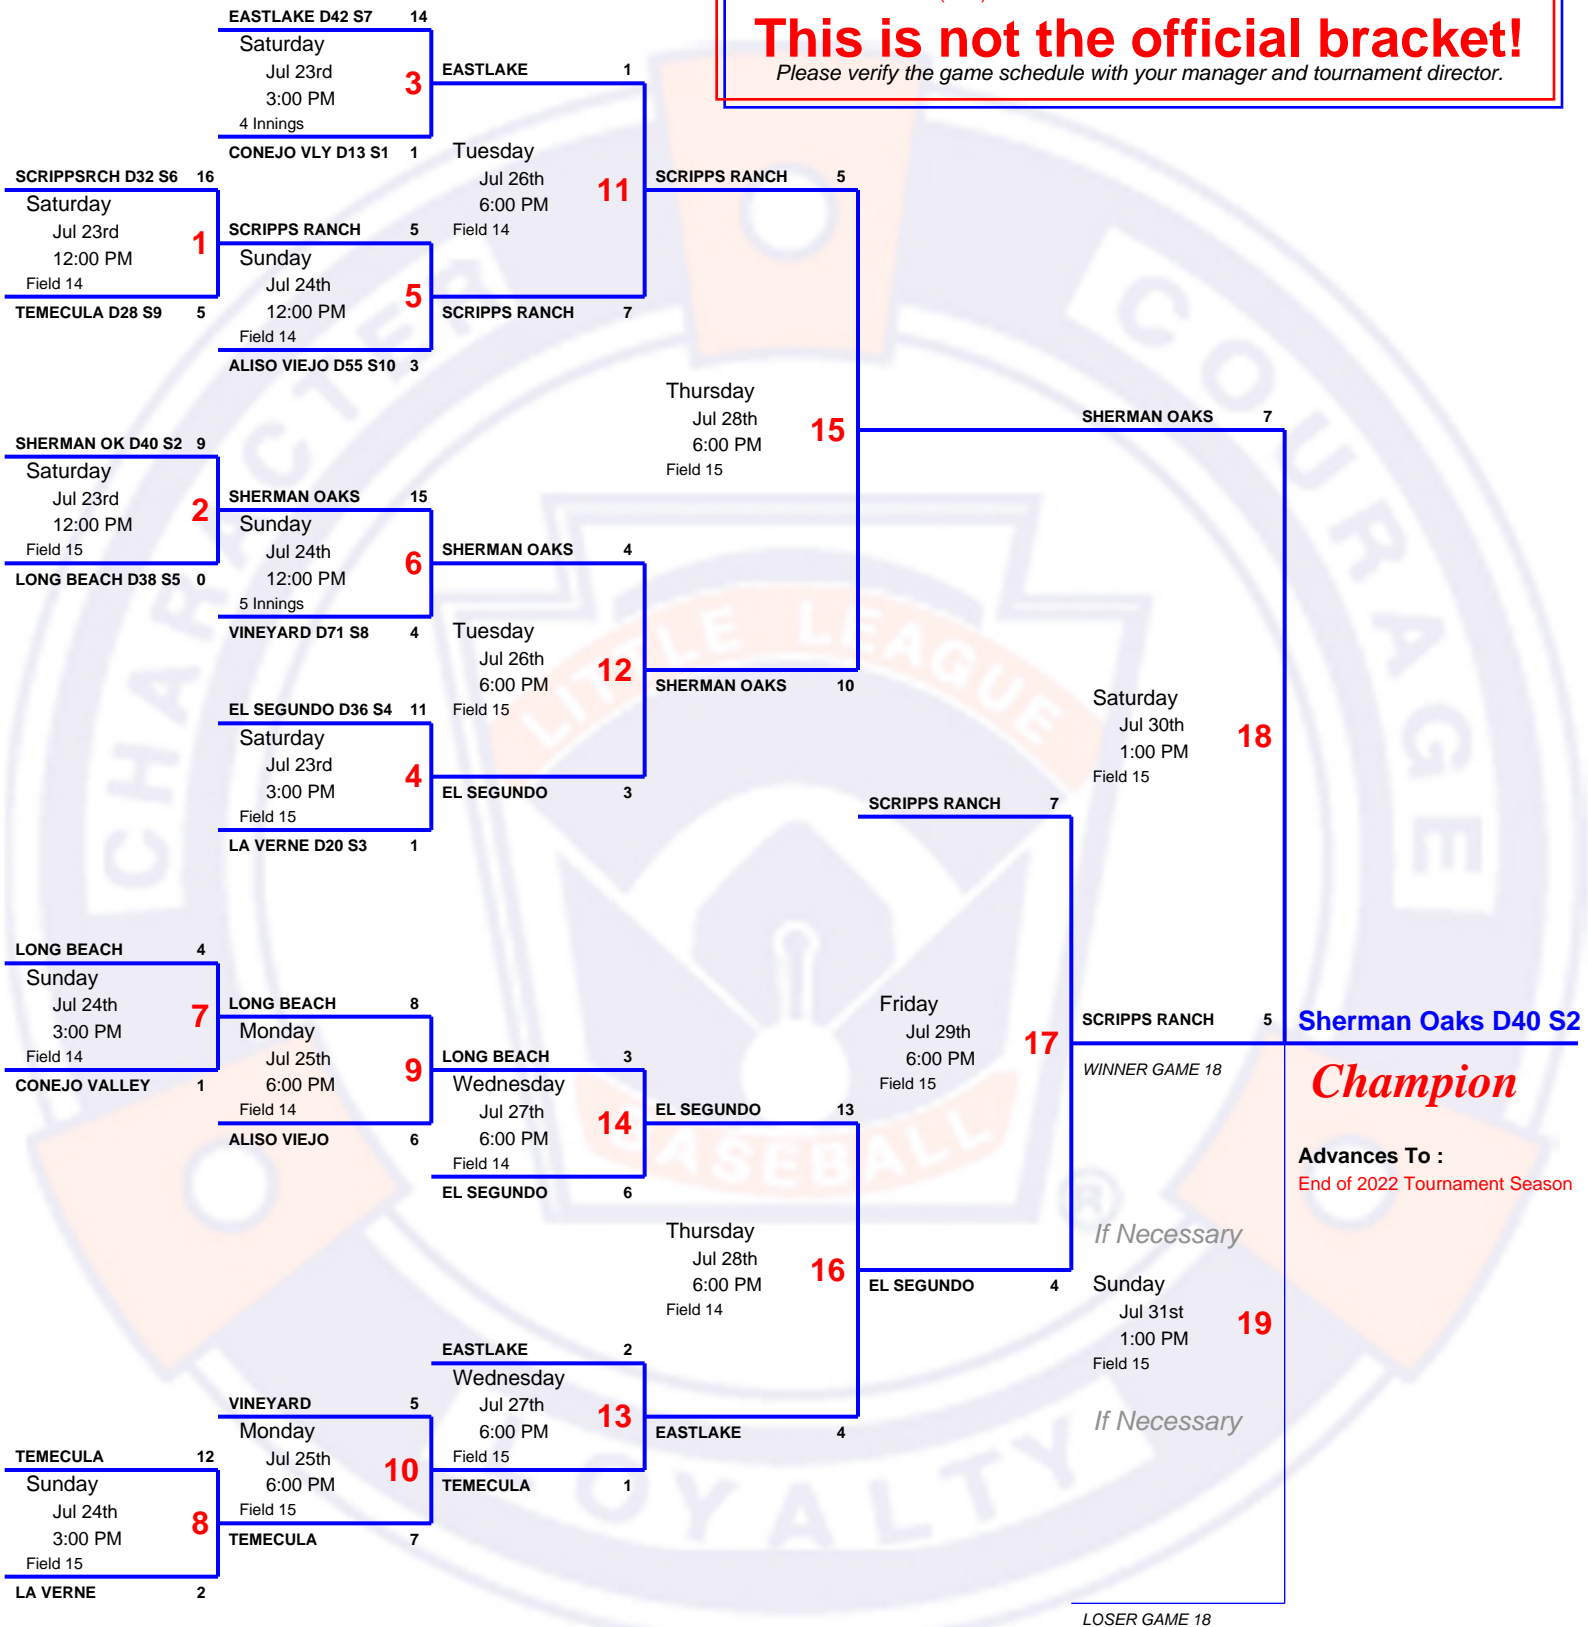 This is not the official bracket!
Please verify the game schedule with your manager and tournament director.
EASTLAKE D42 S7 14
Saturday
Jul 23rd
3:00 PM
4 Innings
3
CONEJO VLY D13 S1 1
SCRIPPSRCH D32 S6 16
Saturday
Jul 23rd
12:00 PM
Field 14
1
TEMECULA D28 S9 5
SCRIPPS RANCH 5
Sunday
Jul 24th
12:00 PM
Field 14
5
ALISO VIEJO D55 S10 3
EASTLAKE 1
Tuesday
Jul 26th
6:00 PM
Field 14
11
SCRIPPS RANCH 7
SHERMAN OK D40 S2 9
Saturday
Jul 23rd
12:00 PM
Field 15
2
LONG BEACH D38 S5 0
SHERMAN OAKS 15
Sunday
Jul 24th
12:00 PM
5 Innings
6
VINEYARD D71 S8 4
EL SEGUNDO D36 S4 11
Saturday
Jul 23rd
3:00 PM
Field 15
4
LA VERNE D20 S3 1
SHERMAN OAKS 4
Tuesday
Jul 26th
6:00 PM
Field 15
12
EL SEGUNDO 3
SCRIPPS RANCH 5
Thursday
Jul 28th
6:00 PM
Field 15
15
SHERMAN OAKS 10
LONG BEACH 4
Sunday
Jul 24th
3:00 PM
Field 14
7
CONEJO VALLEY 1
LONG BEACH 8
Monday
Jul 25th
6:00 PM
Field 14
9
ALISO VIEJO 6
LONG BEACH 3
Wednesday
Jul 27th
6:00 PM
Field 14
14
EL SEGUNDO 6
TEMECULA 12
Sunday
Jul 24th
3:00 PM
Field 15
8
LA VERNE 2
VINEYARD 5
Monday
Jul 25th
6:00 PM
Field 15
10
TEMECULA 7
EASTLAKE 2
Wednesday
Jul 27th
6:00 PM
Field 15
13
TEMECULA 1
EL SEGUNDO 13
Thursday
Jul 28th
6:00 PM
Field 14
16
EASTLAKE 4
SCRIPPS RANCH 7
Friday
Jul 29th
6:00 PM
Field 15
17
EL SEGUNDO 4
SHERMAN OAKS 7
Saturday
Jul 30th
1:00 PM
Field 15
18
SCRIPPS RANCH 5
WINNER GAME 18
If Necessary
Sunday
Jul 31st
1:00 PM
Field 15
19
If Necessary
LOSER GAME 18
Sherman Oaks D40 S2
Champion
Advances To :
End of 2022 Tournament Season
CHARACTER
COURAGE
LOYALTY
LITTLE LEAGUE
BASEBALL
®